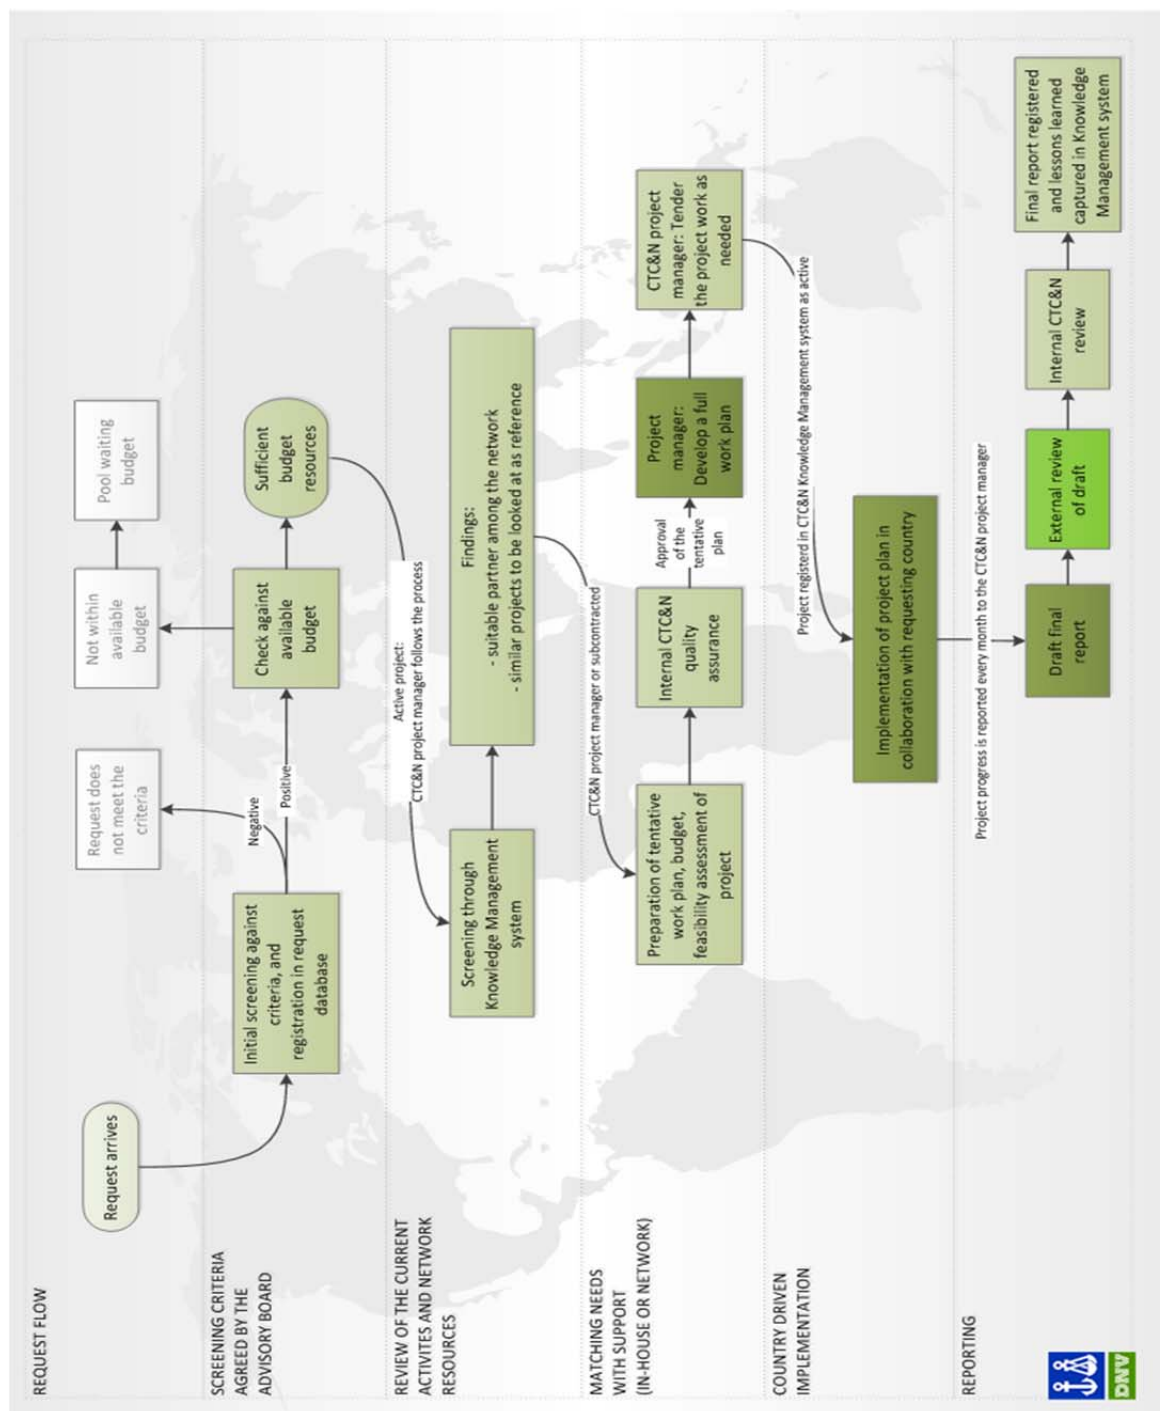 REQUEST FLOW
Request arrives
Request does
not meet the
criteria
Not within
available
budget
Pool waiting
budget
SCREENING CRITERIA
AGREED BY THE
ADVISORY BOARD
Initial screening against
criteria, and
registration in request
database
Negative
Positive
Check against
available
budget
Sufficient
budget
resources
REVIEW OF THE CURRENT
ACTIVITES AND NETWORK
RESOURCES
Active project:
CTC&N project manager follows the process
Screening through
Knowledge Management
system
Findings:
- suitable partner among the network
- similar projects to be looked at as reference
MATCHING NEEDS
WITH SUPPORT
(IN-HOUSE OR NETWORK)
CTC&N project manager or subcontracted
Preparation of tentative
work plan, budget,
feasibility assessment of
project
Internal CTC&N
quality
assurance
Approval
of the
tentative
plan
Project
manager:
Develop a full
work plan
CTC&N project
manager: Tender
the project work as
needed
COUNTRY DRIVEN
IMPLEMENTATION
Project registerd in CTC&N Knowledge Management system as active
Implementation of project plan in
collaboration with requesting country
REPORTING
Project progress is reported every month to the CTC&N project manager
Draft final
report
External review
of draft
Internal CTC&N
review
Final report registered
and lessons learned
captured in Knowledge
Management system
DNV